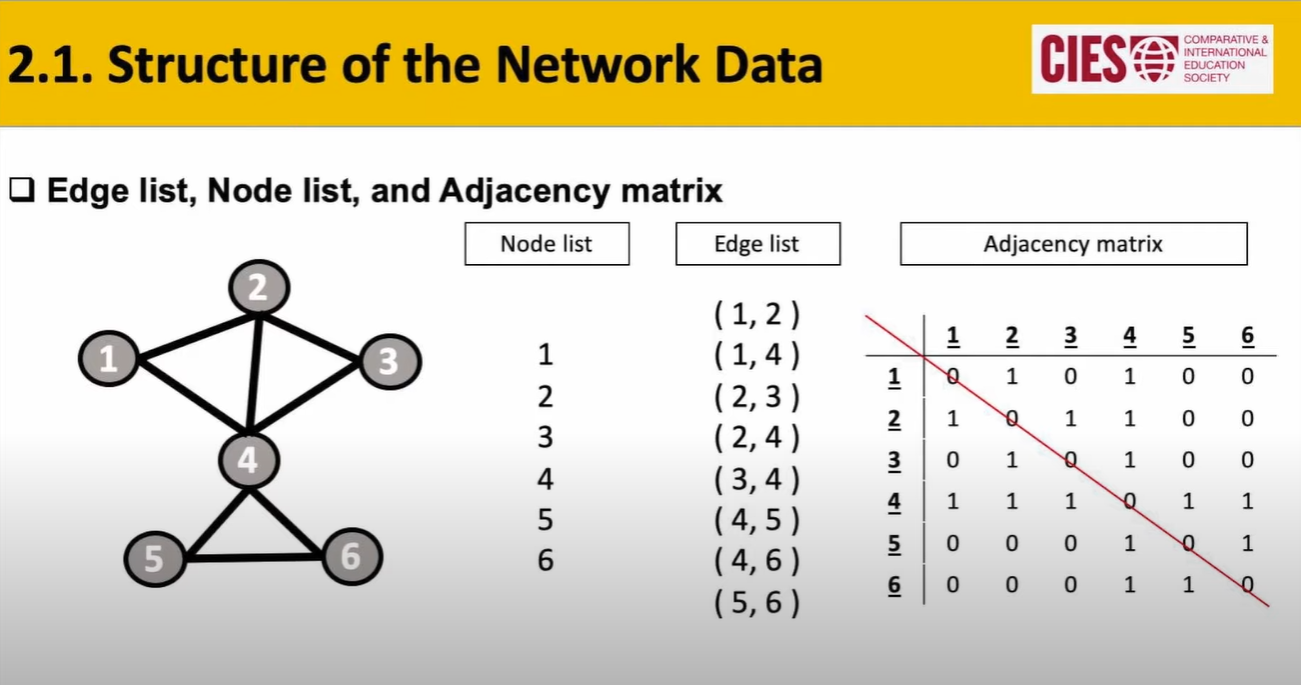 2.1. Structure of the Network Data
CIES
COMPARATIVE &
INTERNATIONAL
EDUCATION
SOCIETY
❑ Edge list, Node list, and Adjacency matrix
2
1
3
4
5
6
Node list
1
2
3
4
5
6
Edge list
( 1, 2 )
( 1, 4 )
( 2, 3 )
( 2, 4 )
( 3, 4 )
( 4, 5 )
( 4, 6 )
( 5, 6 )
Adjacency matrix
1 2 3 4 5 6
1 0 1 0 1 0 0
2 1 0 1 1 0 0
3 0 1 0 1 0 0
4 1 1 1 0 1 1
5 0 0 0 1 0 1
6 0 0 0 1 1 0